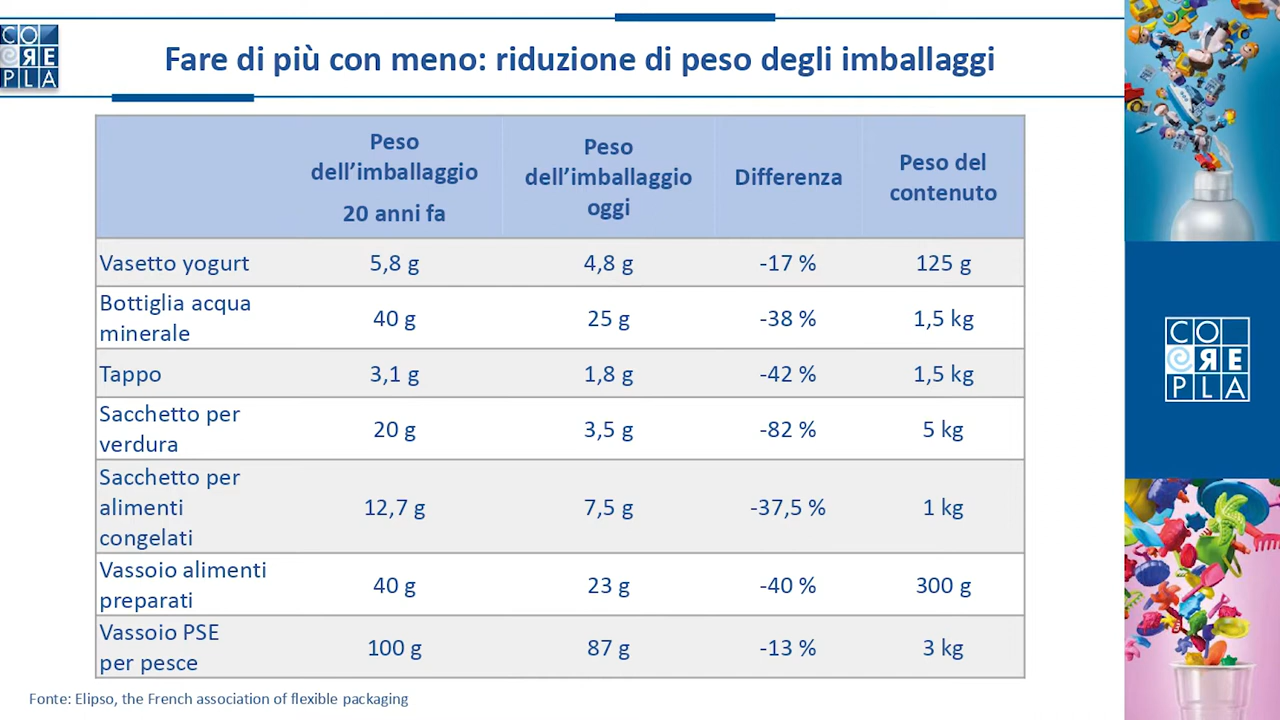 CO
RE
PLA
Fare di più con meno: riduzione di peso degli imballaggi
Peso
dell’imballaggio
20 anni fa
Peso
dell’imballaggio
oggi
Differenza
Peso del
contenuto
Vasetto yogurt
5,8 g
4,8 g
-17 %
125 g
Bottiglia acqua
minerale
40 g
25 g
-38 %
1,5 kg
Tappo
3,1 g
1,8 g
-42 %
1,5 kg
Sacchetto per
verdura
20 g
3,5 g
-82 %
5 kg
Sacchetto per
alimenti
congelati
12,7 g
7,5 g
-37,5 %
1 kg
Vassoio alimenti
preparati
40 g
23 g
-40 %
300 g
Vassoio PSE
per pesce
100 g
87 g
-13 %
3 kg
Fonte: Elipso, the French association of flexible packaging
CO
RE
PLA